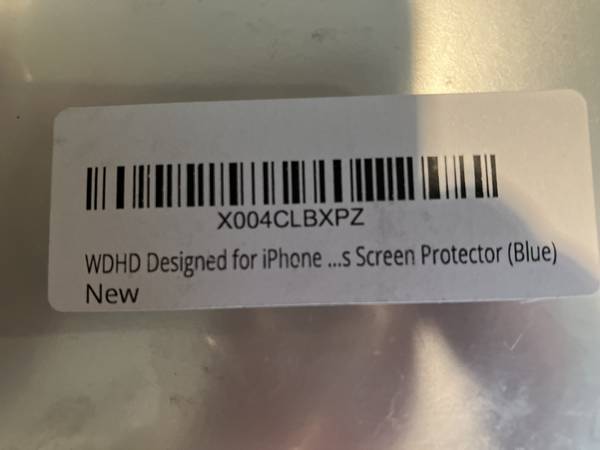 X004CLBXPZ
WDHD Designed for iPhone ...s Screen Protector (Blue)
New